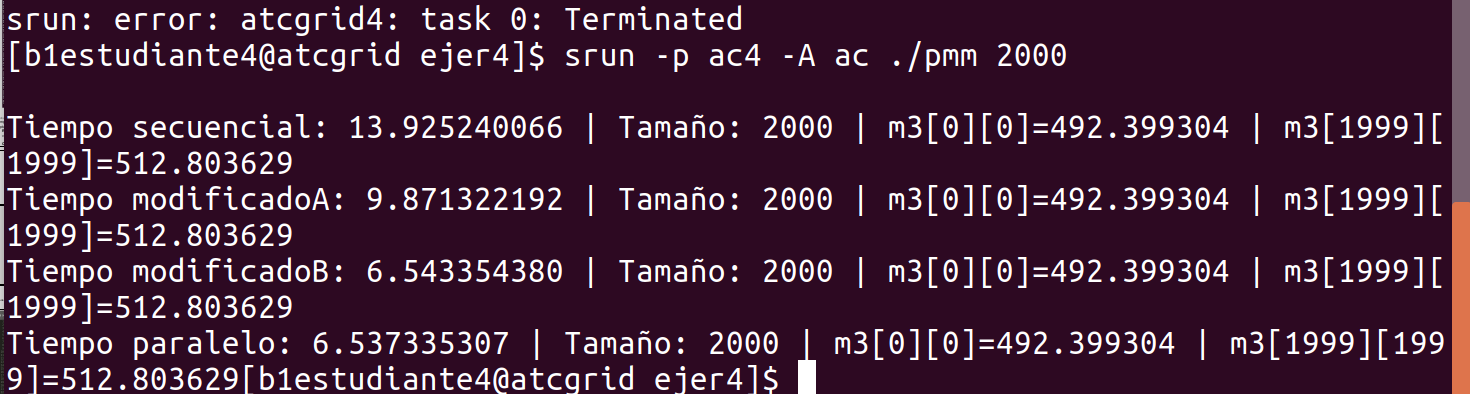 srun: error: atcgrid4: task 0: Terminated
[b1estudiante4@atcgrid ejer4]$ srun -p ac4 -A ac ./pmm 2000
Tiempo secuencial: 13.925240066 | Tamaño: 2000 | m3[0][0]=492.399304 | m3[1999][
1999]=512.803629
Tiempo modificadoA: 9.871322192 | Tamaño: 2000 | m3[0][0]=492.399304 | m3[1999][
1999]=512.803629
Tiempo modificadoB: 6.543354380 | Tamaño: 2000 | m3[0][0]=492.399304 | m3[1999][
1999]=512.803629
Tiempo paralelo: 6.537335307 | Tamaño: 2000 | m3[0][0]=492.399304 | m3[1999][199
9]=512.803629[b1estudiante4@atcgrid ejer4]$